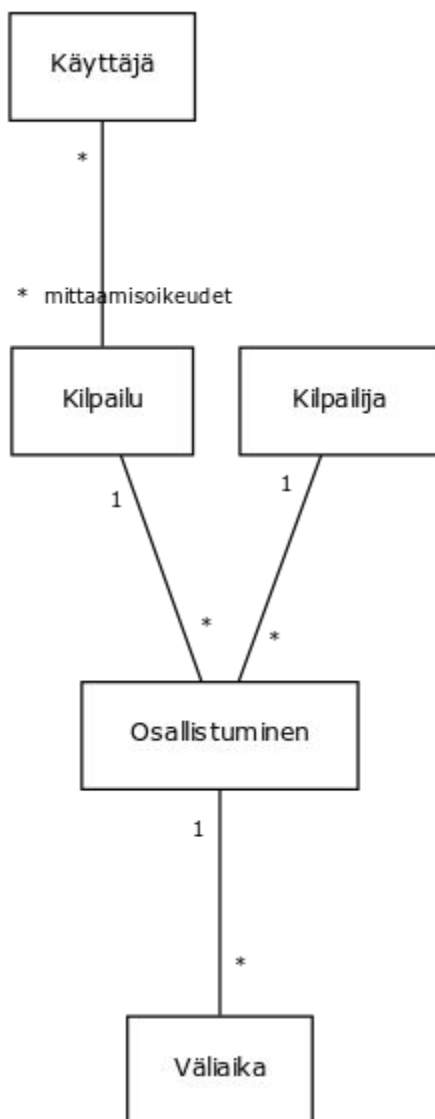 Käyttäjä
*
* mittaamisoikeudet
Kilpailu
Kilpailija
1
1
*
*
Osallistuminen
1
*
Väliaika